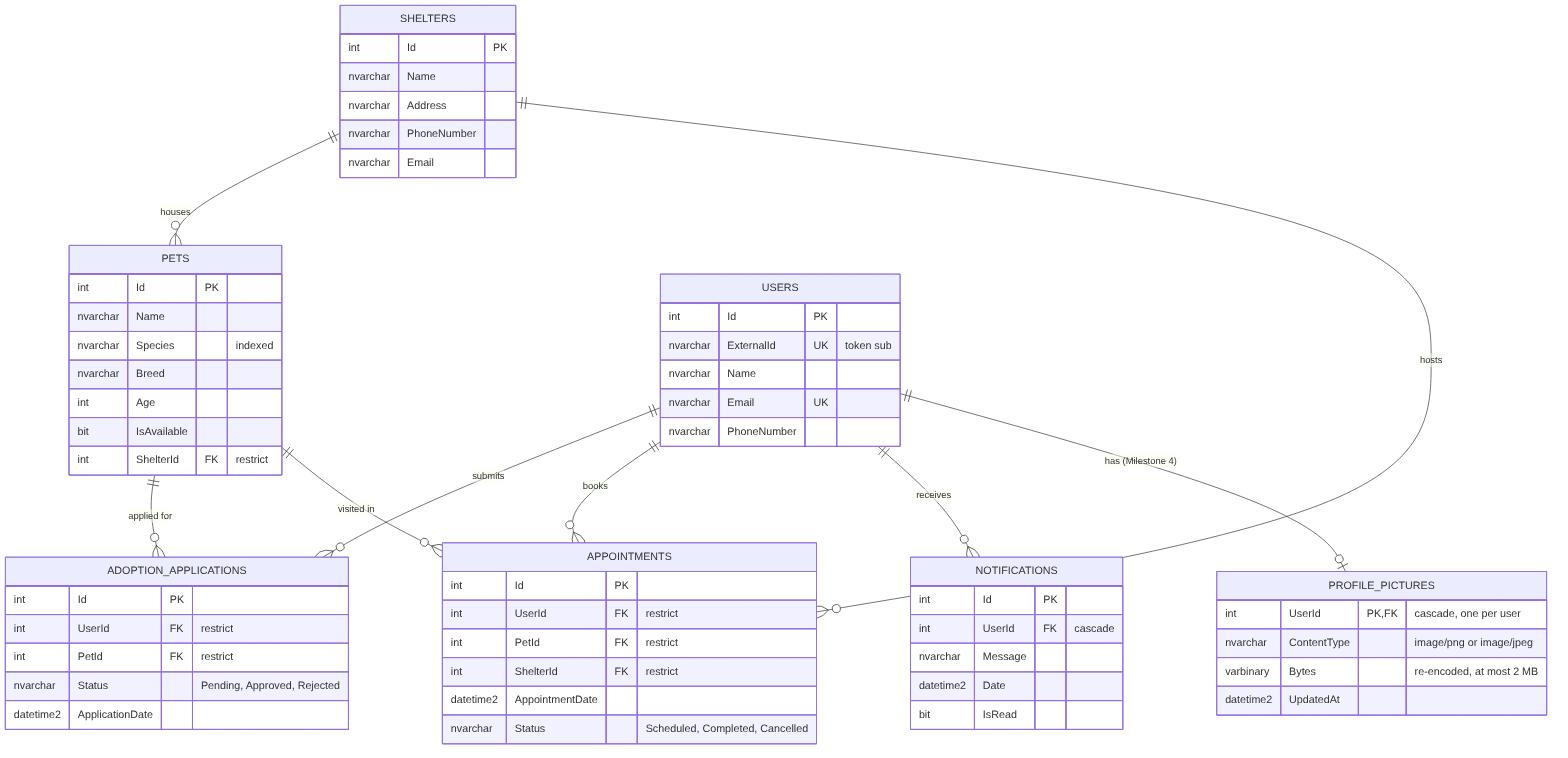 SHELTERS
int Id PK
nvarchar Name
nvarchar Address
nvarchar PhoneNumber
nvarchar Email
houses
hosts
PETS
int Id PK
nvarchar Name
nvarchar Species indexed
nvarchar Breed
int Age
bit IsAvailable
int ShelterId FK restrict
USERS
int Id PK
nvarchar ExternalId UK token sub
nvarchar Name
nvarchar Email UK
nvarchar PhoneNumber
applied for
visited in
submits
books
receives
has (Milestone 4)
ADOPTION_APPLICATIONS
int Id PK
int UserId FK restrict
int PetId FK restrict
nvarchar Status Pending, Approved, Rejected
datetime2 ApplicationDate
APPOINTMENTS
int Id PK
int UserId FK restrict
int PetId FK restrict
int ShelterId FK restrict
datetime2 AppointmentDate
nvarchar Status Scheduled, Completed, Cancelled
NOTIFICATIONS
int Id PK
int UserId FK cascade
nvarchar Message
datetime2 Date
bit IsRead
PROFILE_PICTURES
int UserId PK,FK cascade, one per user
nvarchar ContentType image/png or image/jpeg
varbinary Bytes re-encoded, at most 2 MB
datetime2 UpdatedAt